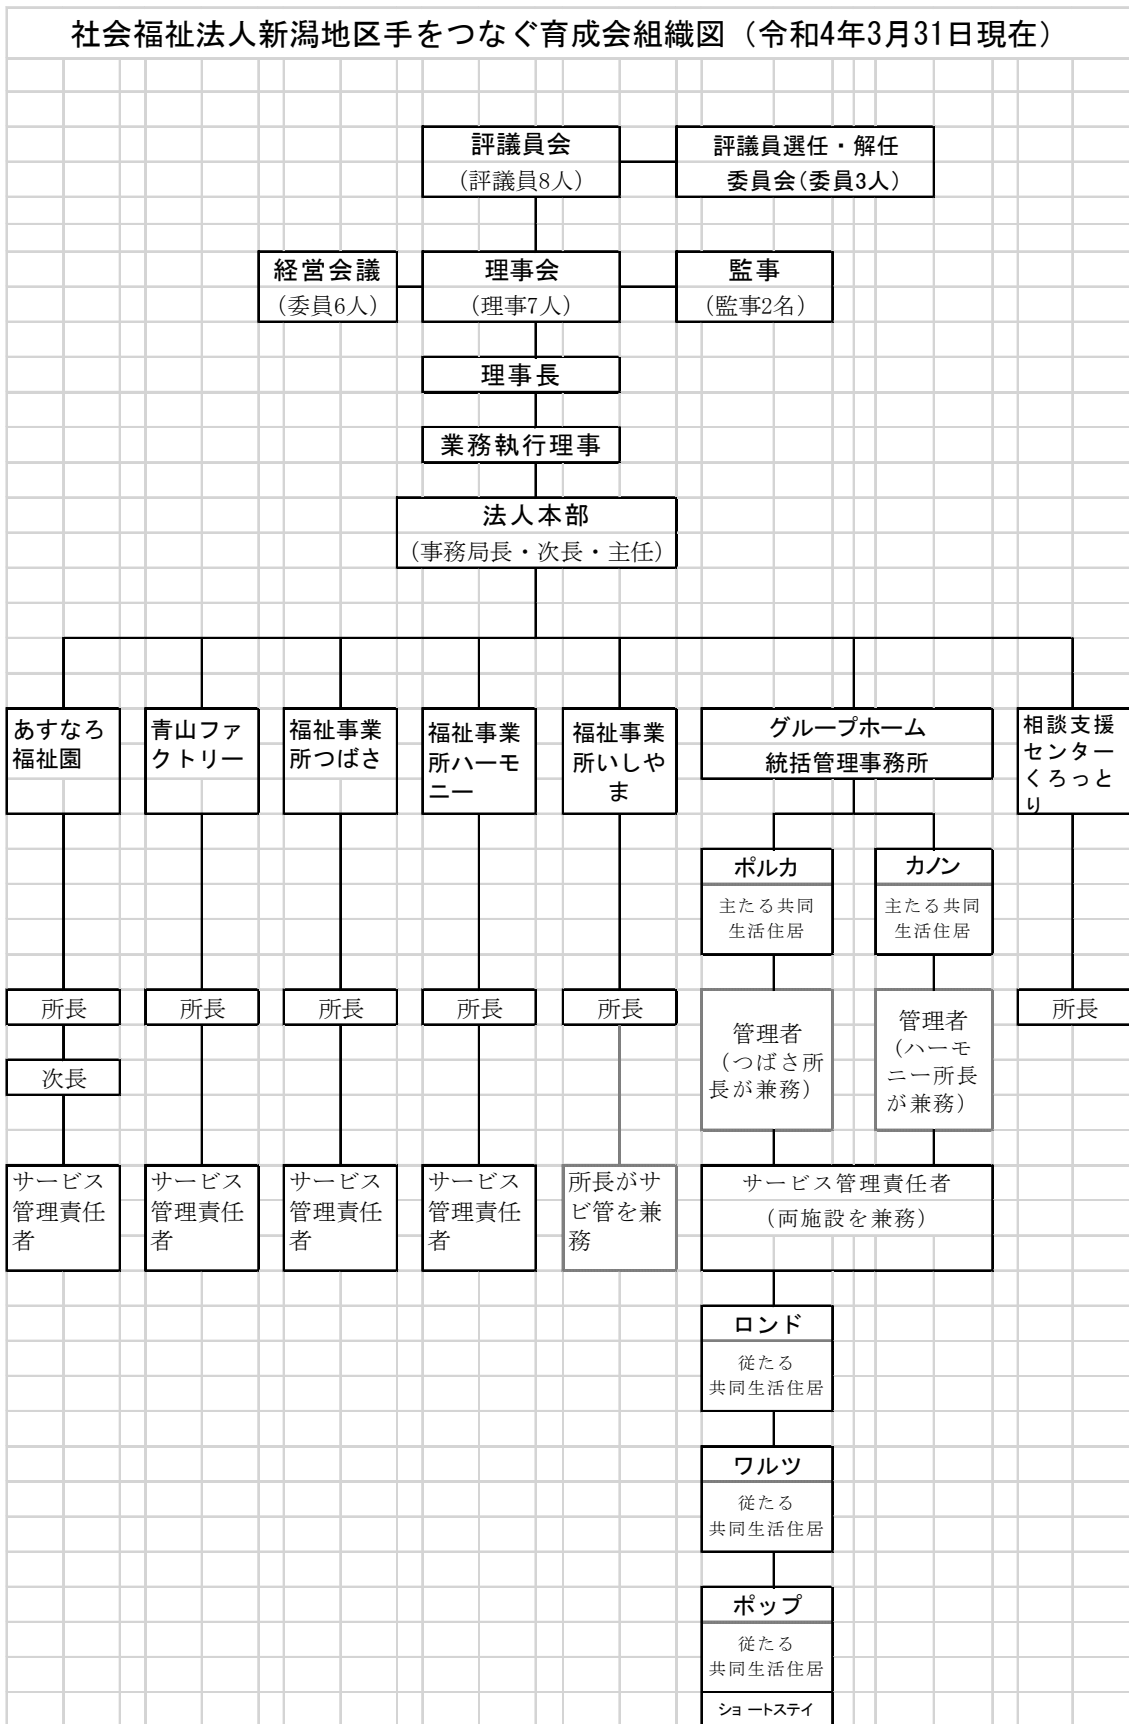 社会福祉法人新潟地区手をつなぐ育成会組織図（令和4年3月31日現在）
評議員会
（評議員8人）
評議員選任・解任
委員会（委員3人）
経営会議
（委員6人）
理事会
（理事7人）
監事
（監事2名）
理事長
業務執行理事
法人本部
（事務局長・次長・主任）
あすなろ
福祉園
青山ファ
クトリー
福祉事業
所つばさ
福祉事業
所ハーモ
ニー
福祉事業
所いしや
ま
グループホーム
統括管理事務所
相談支援
センター
くろっと
り
ポルカ
主たる共同
生活住居
カノン
主たる共同
生活住居
所長
所長
所長
所長
所長
管理者
（つばさ所
長が兼務）
管理者
（ハーモ
ニー所長
が兼務）
所長
次長
サービス
管理責任
者
サービス
管理責任
者
サービス
管理責任
者
サービス
管理責任
者
所長がサ
ビ管を兼
務
サービス管理責任者
（両施設を兼務）
ロンド
従たる
共同生活住居
ワルツ
従たる
共同生活住居
ポップ
従たる
共同生活住居
ショートステイ